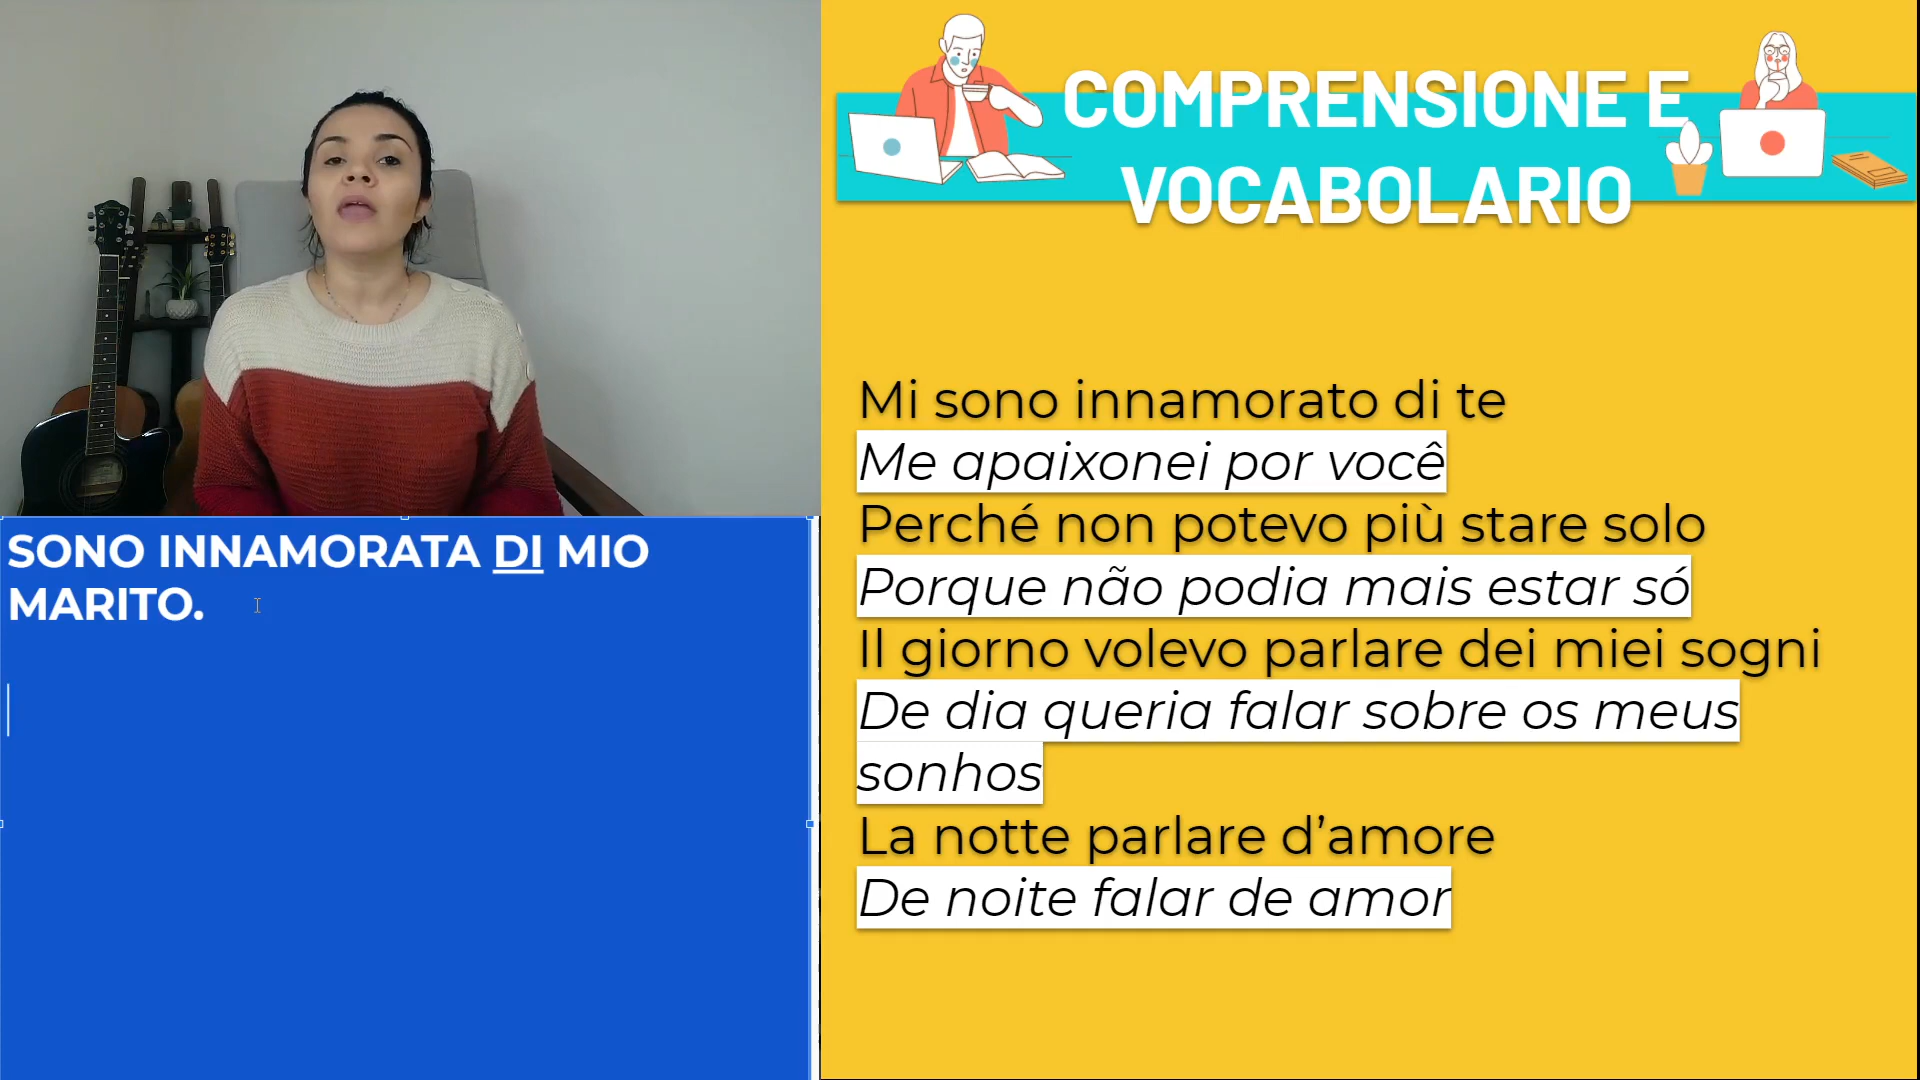 COMPRENSIONE E
VOCABOLARIO
SONO INNAMORATA DI MIO
MARITO.
Mi sono innamorato di te
Me apaixonei por você
Perché non potevo più stare solo
Porque não podia mais estar só
Il giorno volevo parlare dei miei sogni
De dia queria falar sobre os meus
sonhos
La notte parlare d’amore
De noite falar de amor